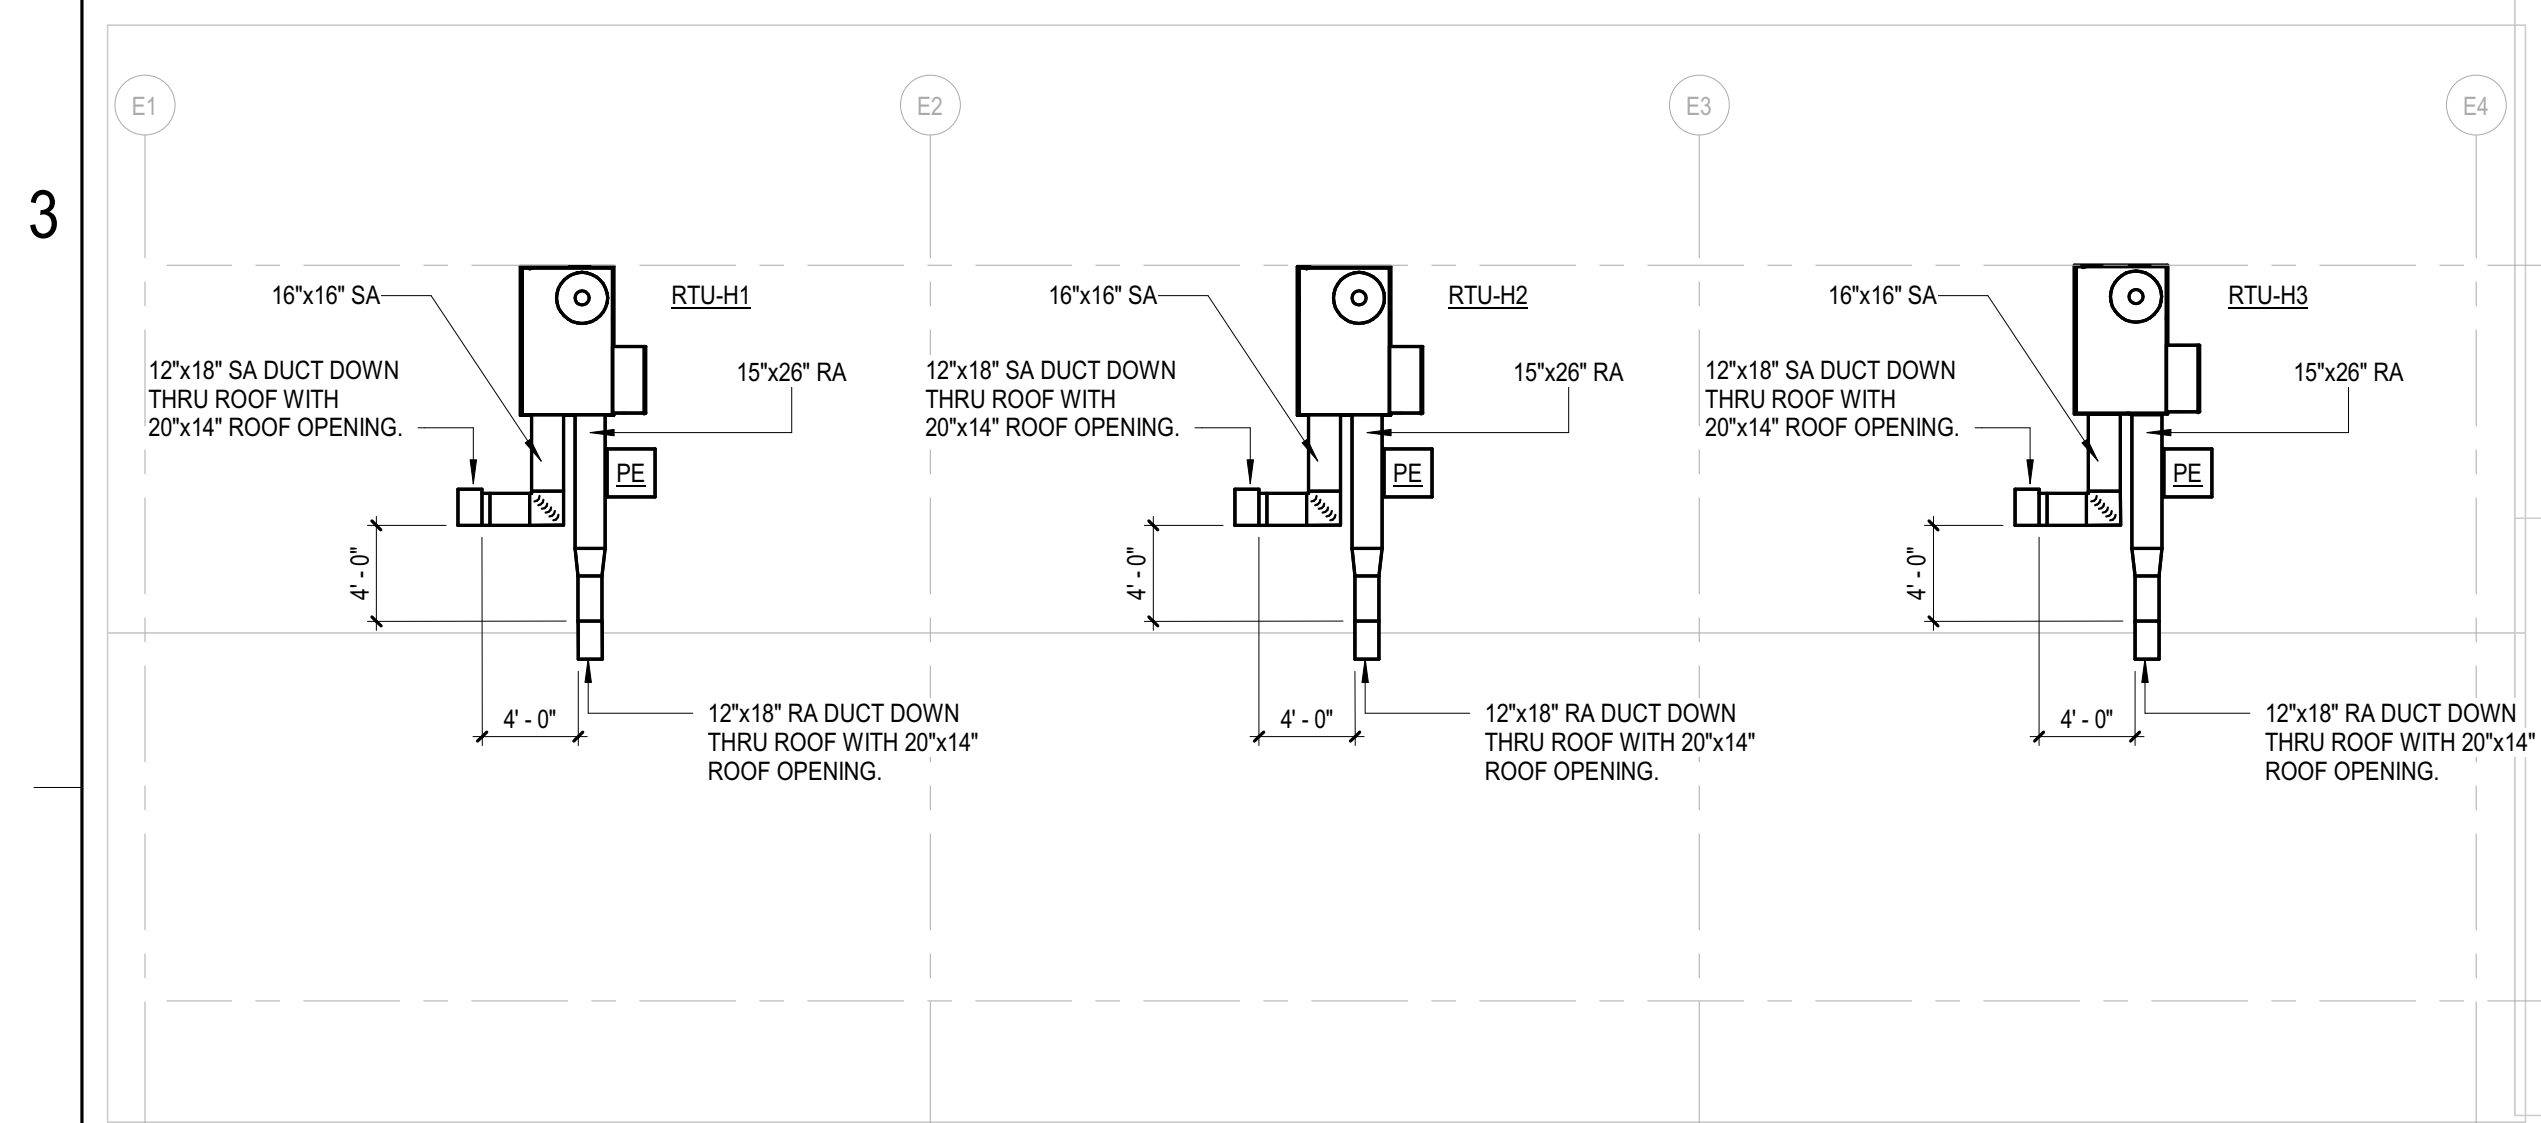 E1
E2
E3
E4
3
16"x16" SA
RTU-H1
12"x18" SA DUCT DOWN
THRU ROOF WITH
20"x14" ROOF OPENING.
15"x26" RA
PE
4' - 0"
4' - 0"
12"x18" RA DUCT DOWN
THRU ROOF WITH 20"x14"
ROOF OPENING.
16"x16" SA
RTU-H2
12"x18" SA DUCT DOWN
THRU ROOF WITH
20"x14" ROOF OPENING.
15"x26" RA
PE
4' - 0"
4' - 0"
12"x18" RA DUCT DOWN
THRU ROOF WITH 20"x14"
ROOF OPENING.
16"x16" SA
RTU-H3
12"x18" SA DUCT DOWN
THRU ROOF WITH
20"x14" ROOF OPENING.
15"x26" RA
PE
4' - 0"
4' - 0"
12"x18" RA DUCT DOWN
THRU ROOF WITH 20"x14"
ROOF OPENING.